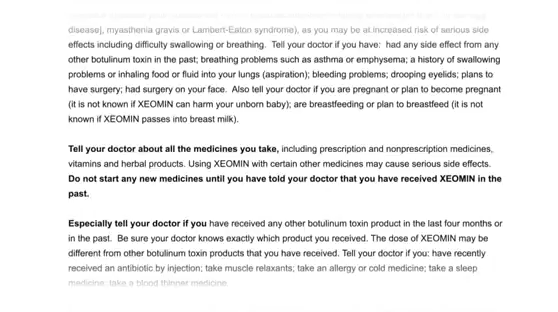 disease], myasthenia gravis or Lambert-Eaton syndrome), as you may be at increased risk of serious side
effects including difficulty swallowing or breathing. Tell your doctor if you have: had any side effect from any
other botulinum toxin in the past; breathing problems such as asthma or emphysema; a history of swallowing
problems or inhaling food or fluid into your lungs (aspiration); bleeding problems; drooping eyelids; plans to
have surgery; had surgery on your face. Also tell your doctor if you are pregnant or plan to become pregnant
(it is not known if XEOMIN can harm your unborn baby); are breastfeeding or plan to breastfeed (it is not
known if XEOMIN passes into breast milk).
Tell your doctor about all the medicines you take, including prescription and nonprescription medicines,
vitamins and herbal products. Using XEOMIN with certain other medicines may cause serious side effects.
Do not start any new medicines until you have told your doctor that you have received XEOMIN in the
past.
Especially tell your doctor if you have received any other botulinum toxin product in the last four months or
in the past. Be sure your doctor knows exactly which product you received. The dose of XEOMIN may be
different from other botulinum toxin products that you have received. Tell your doctor if you: have recently
received an antibiotic by injection; take muscle relaxants; take an allergy or cold medicine; take a sleep
medicine; take a blood thinner medicine.